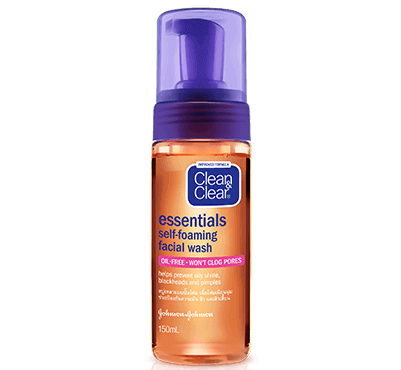 IMPROVED FORMULA
Clean &
Clear®
essentials
self-foaming
facial wash
OIL-FREE • WON'T CLOG PORES
helps prevent oily shine,
blackheads and pimples
Johnson & Johnson
150mL